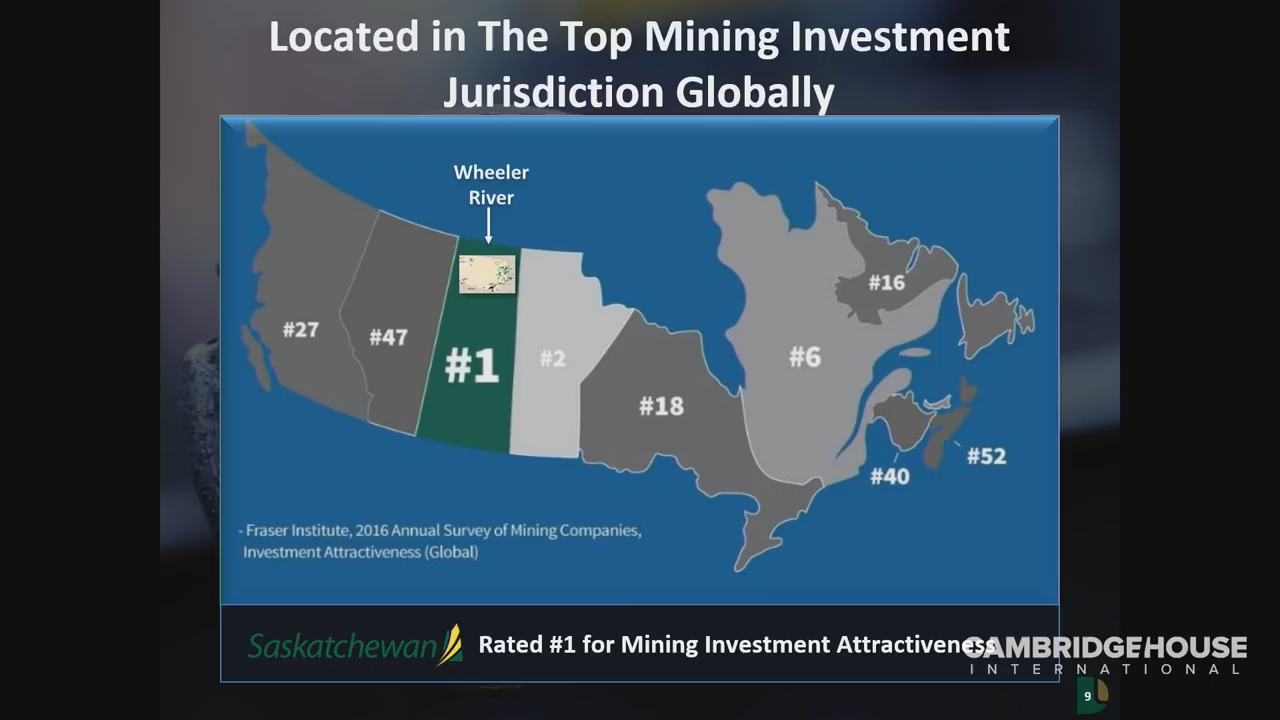 Located in The Top Mining Investment
Jurisdiction Globally
Wheeler
River
#16
#27
#47
#1
#2
#6
#18
#52
#40
- Fraser Institute, 2016 Annual Survey of Mining Companies,
Investment Attractiveness (Global)
Saskatchewan
Rated #1 for Mining Investment Attractiveness
CAMBRIDGEHOUSE
INTERNATIONAL
9